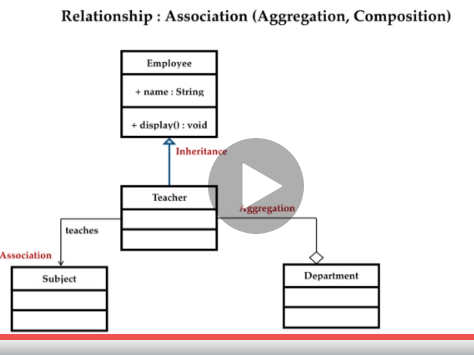 Relationship : Association (Aggregation, Composition)
Employee
+ name : String
+ display() : void
Inheritance
Teacher
Aggregation
teaches
Association
Subject
Department